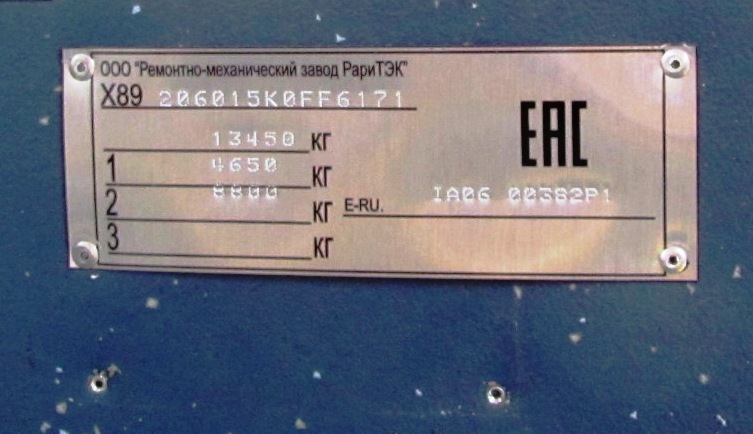 ООО "Ремонтно-механический завод РариТЭК"
X89 206015K0FF6171
EAC
13450 КГ
1 4650 КГ
2 8800 КГ
E-RU. IA06 00382P1
3 КГ